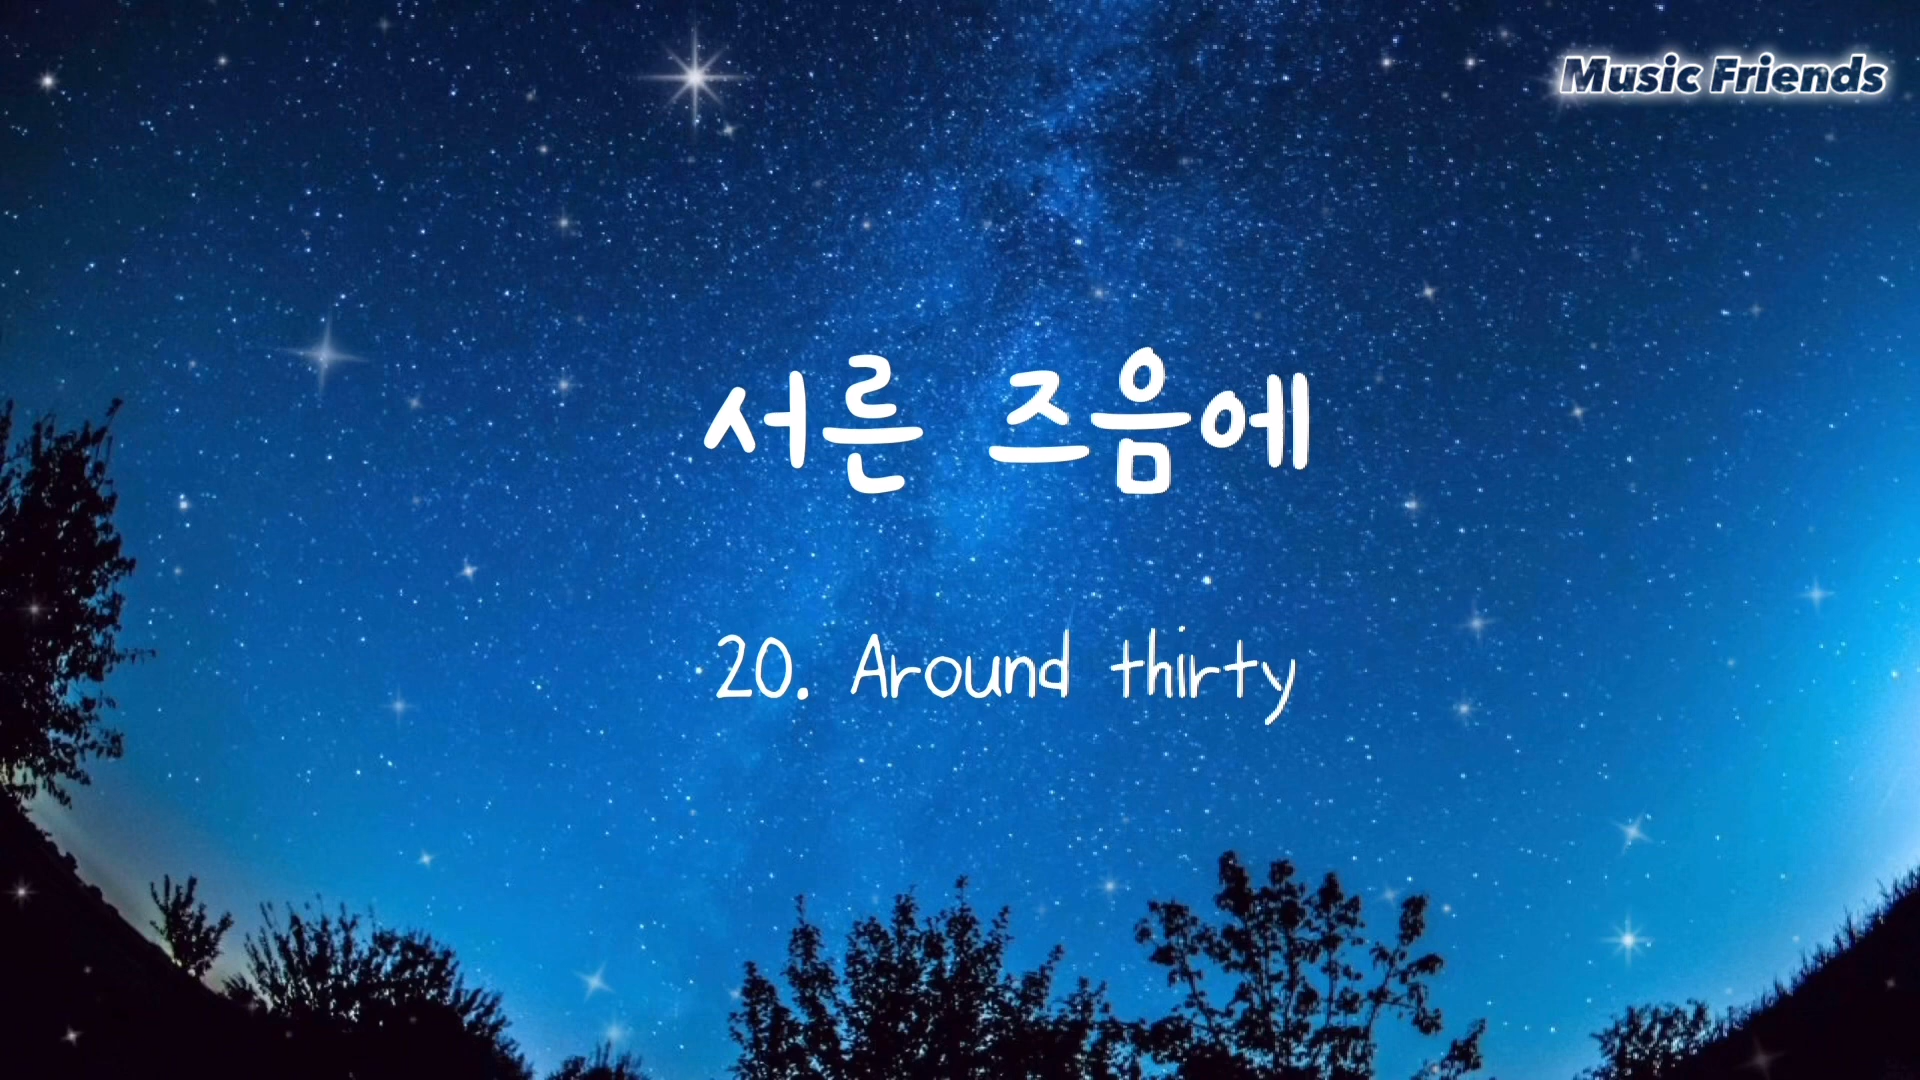 Music Friends
서른 즈음에
20. Around thirty